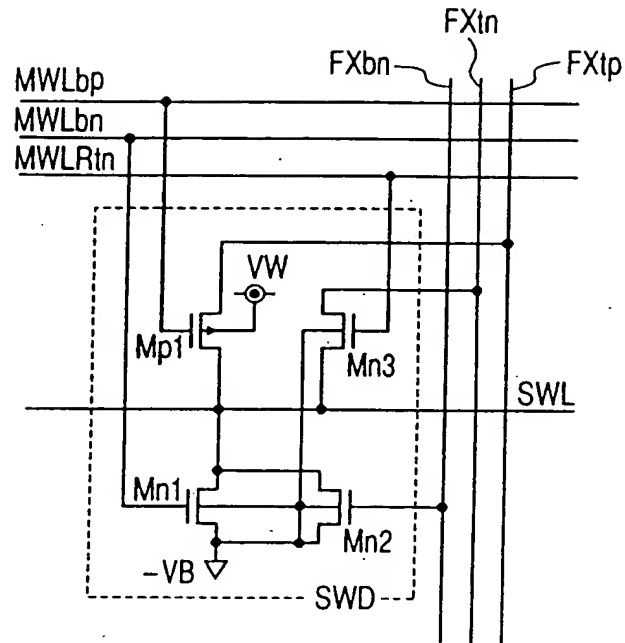 FXtn
FXbn
FXtp
MWLbp
MWLbn
MWLRtn
VW
Mp1
Mn3
SWL
Mn1
Mn2
-VB
SWD